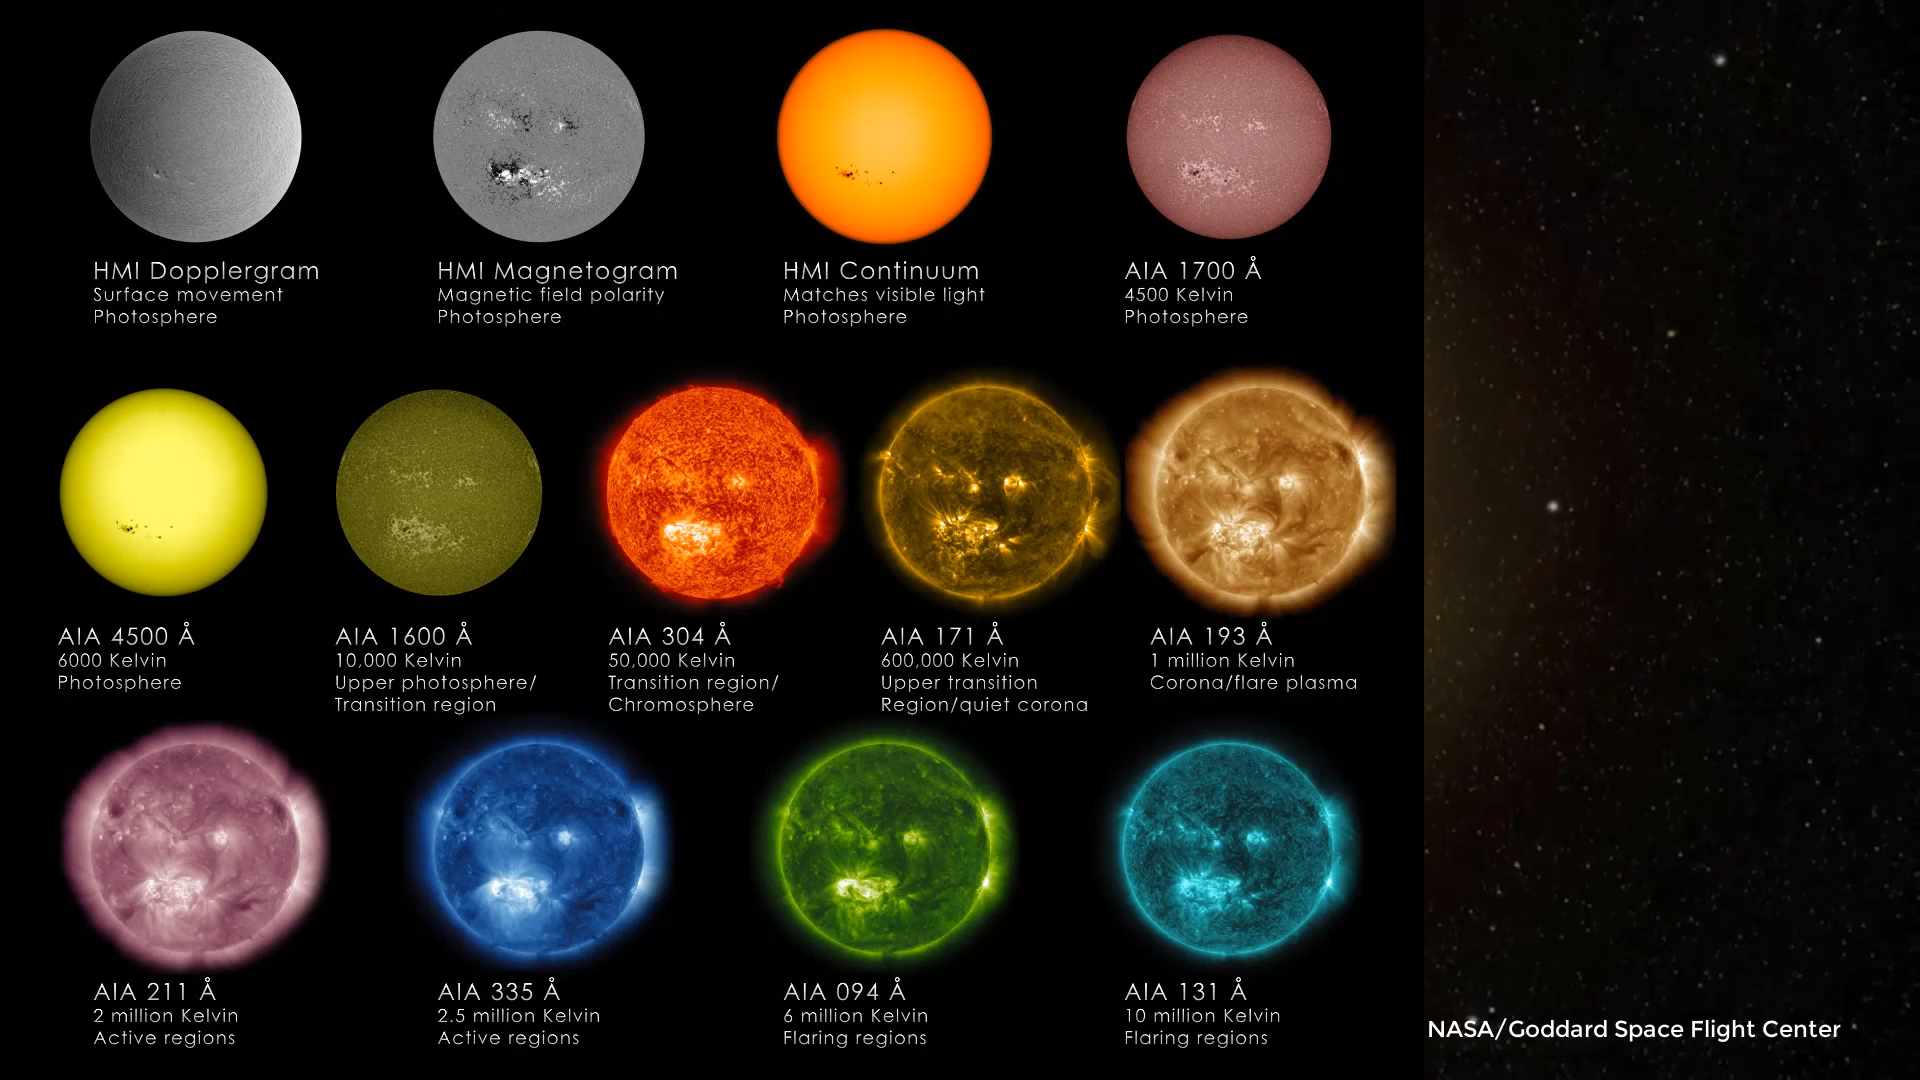 HMI Dopplergram
Surface movement
Photosphere
HMI Magnetogram
Magnetic field polarity
Photosphere
HMI Continuum
Matches visible light
Photosphere
AIA 1700 Å
4500 Kelvin
Photosphere
AIA 4500 Å
6000 Kelvin
Photosphere
AIA 1600 Å
10,000 Kelvin
Upper photosphere/
Transition region
AIA 304 Å
50,000 Kelvin
Transition region/
Chromosphere
AIA 171 Å
600,000 Kelvin
Upper transition
Region/quiet corona
AIA 193 Å
1 million Kelvin
Corona/flare plasma
AIA 211 Å
2 million Kelvin
Active regions
AIA 335 Å
2.5 million Kelvin
Active regions
AIA 094 Å
6 million Kelvin
Flaring regions
AIA 131 Å
10 million Kelvin
Flaring regions
NASA/Goddard Space Flight Center